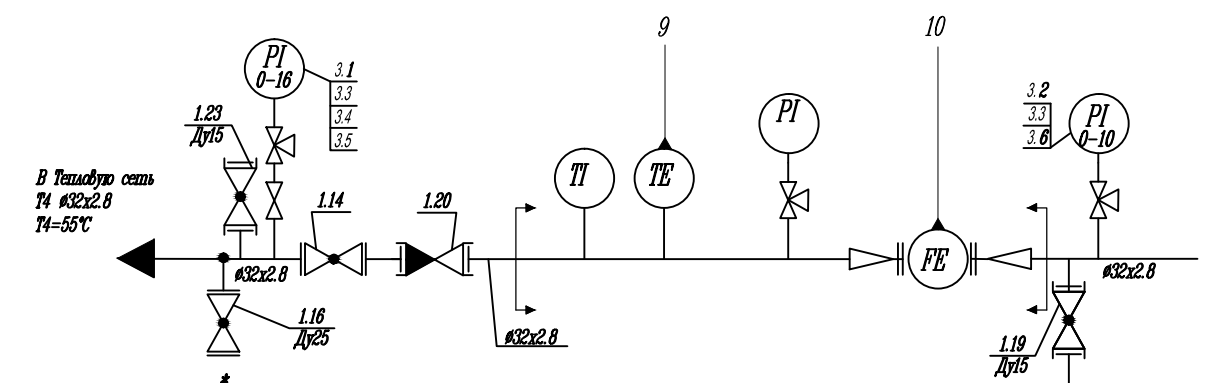 9
10
PI
0-16
3.1
3.3
3.4
3.5
1.23
Ду15
PI
3.2
3.3
3.6
PI
0-10
В Тепловую сеть
Т4 ø32х2.8
Т4=55°С
TI
TE
1.14
1.20
ø32х2.8
FE
ø32х2.8
1.16
Ду25
ø32х2.8
1.19
Ду15
*